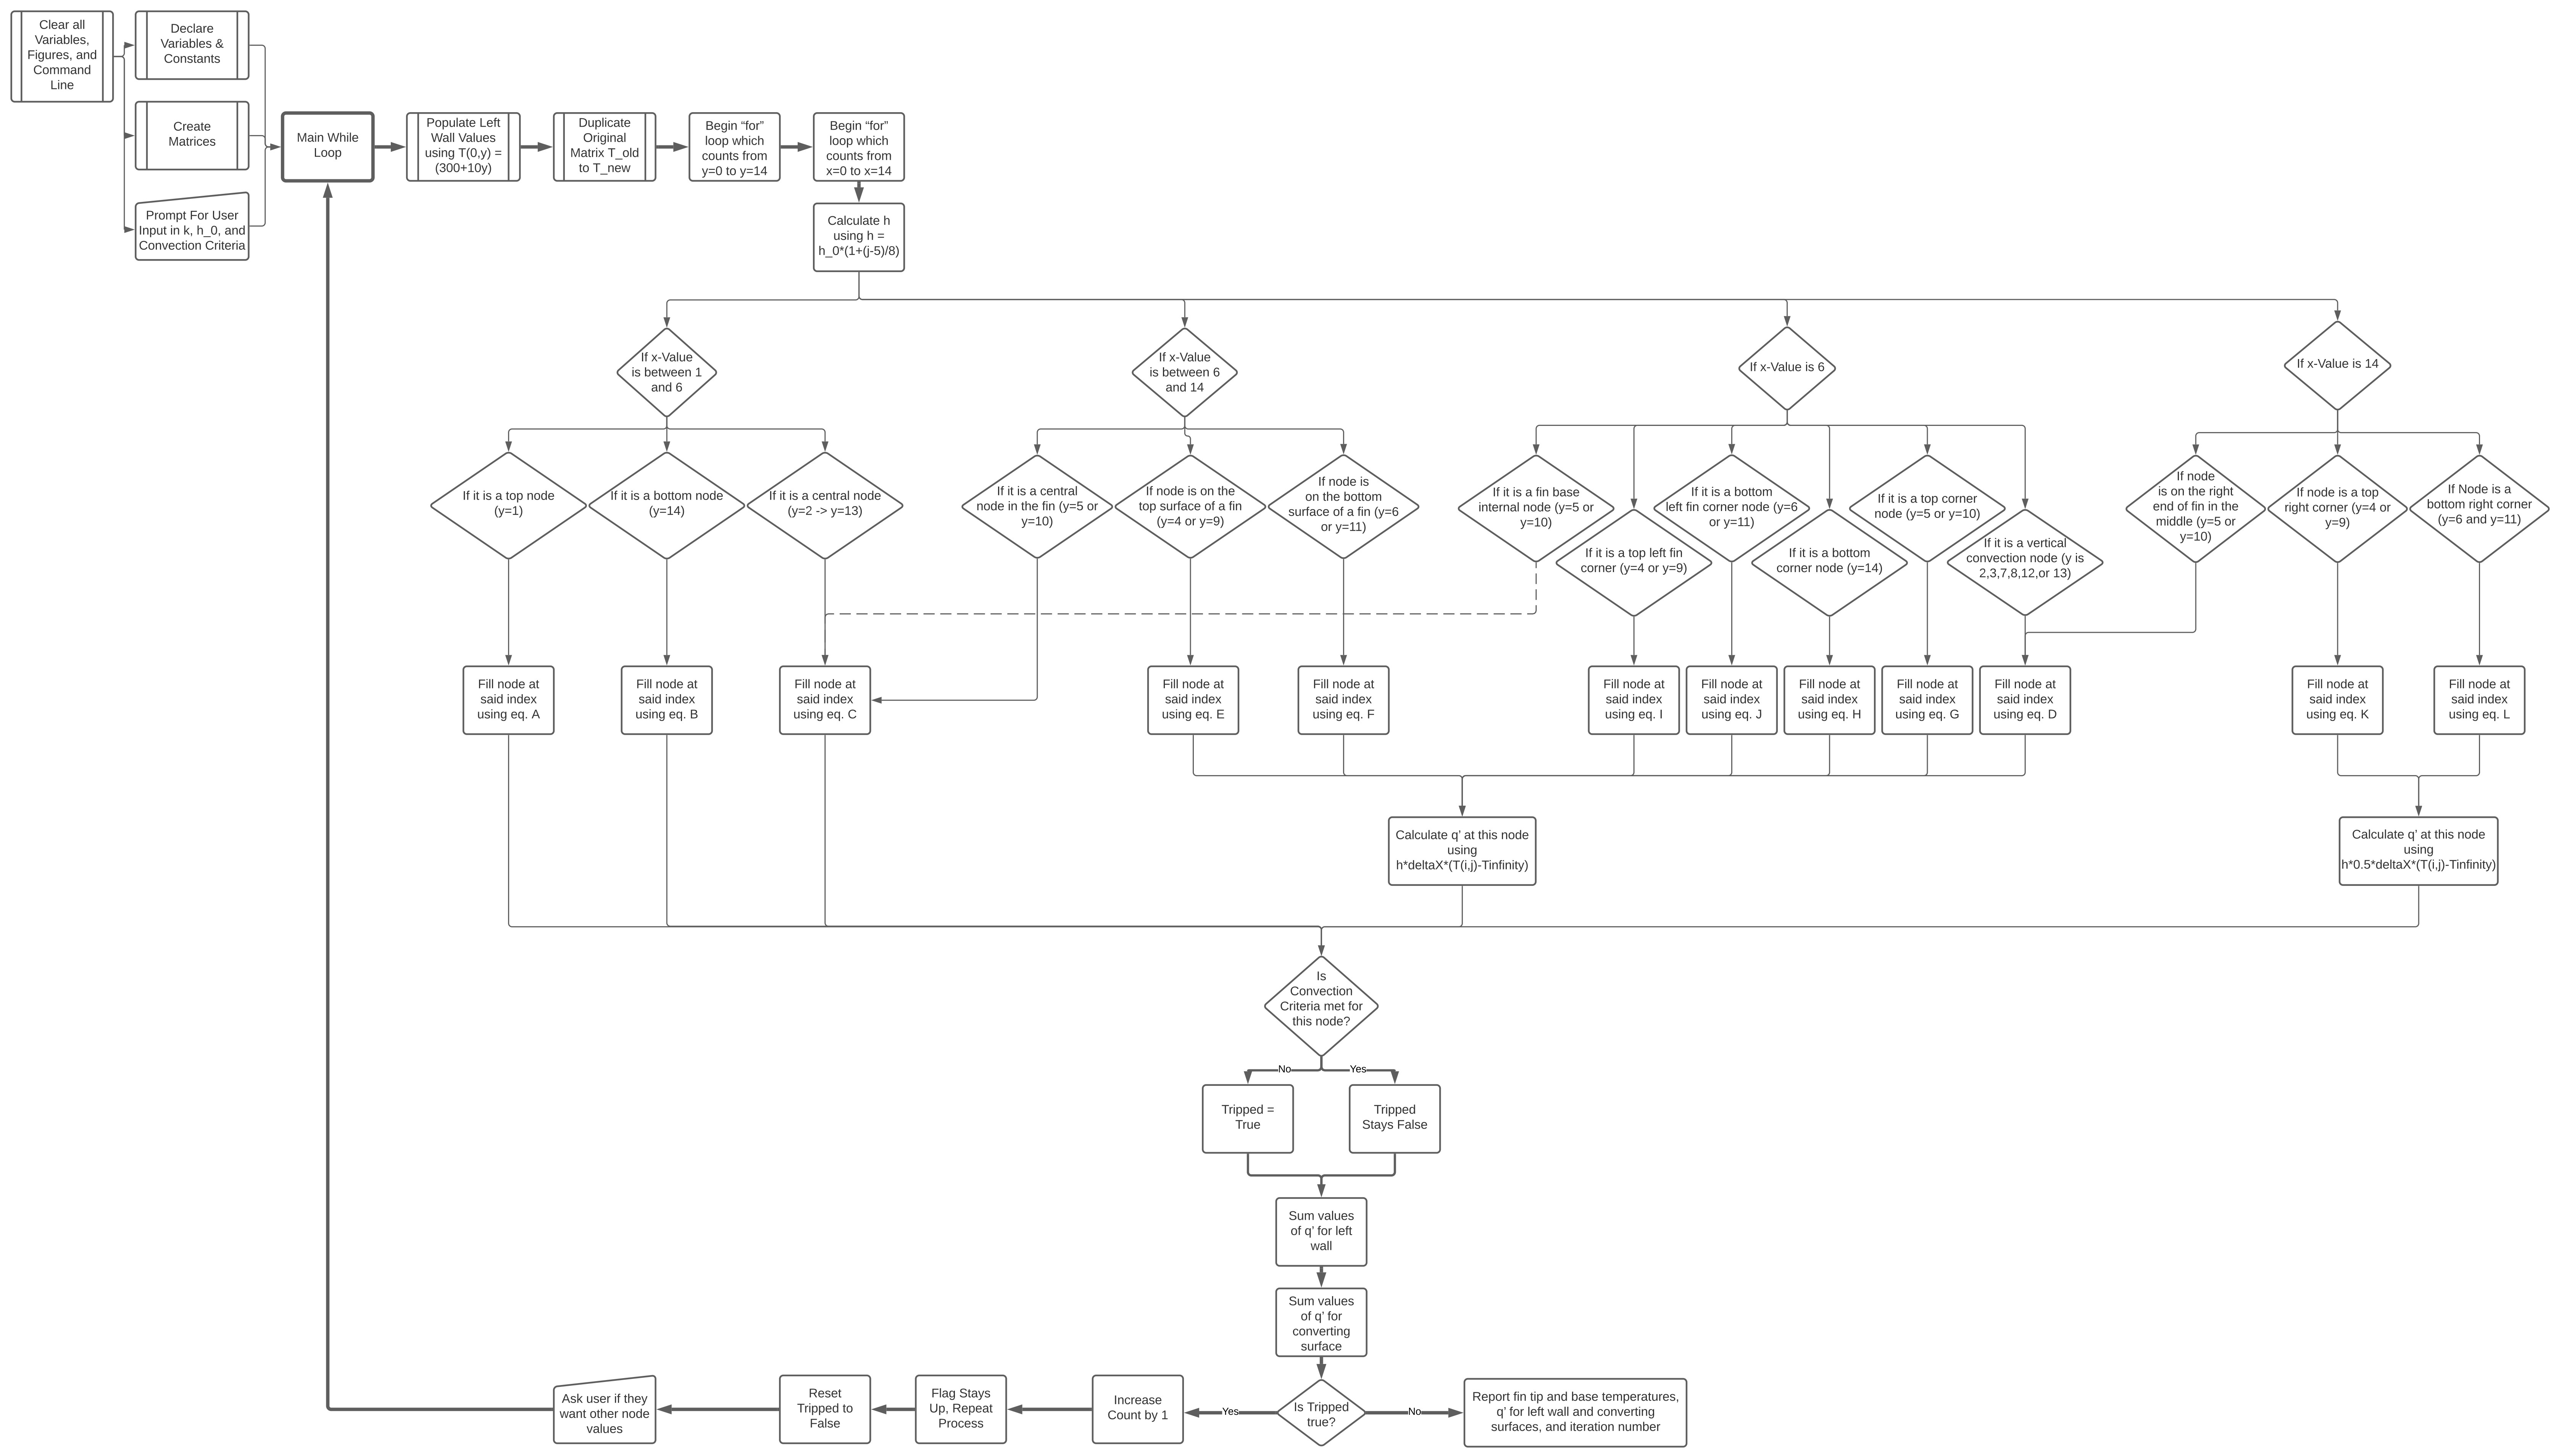 Clear all
Variables,
Figures, and
Command
Line
Declare
Variables &
Constants
Create
Matrices
Prompt For User
Input in k, h_0, and
Convection Criteria
Main While
Loop
Populate Left
Wall Values
using T(0,y) =
(300+10y)
Duplicate
Original
Matrix T_old
to T_new
Begin “for”
loop which
counts from
y=0 to y=14
Begin “for”
loop which
counts from
x=0 to x=14
Calculate h
using h =
h_0*(1+(j-5)/8)
If x-Value
is between 1
and 6
If x-Value
is between 6
and 14
If x-Value is 6
If x-Value is 14
If it is a top node
(y=1)
If it is a bottom node
(y=14)
If it is a central node
(y=2 -> y=13)
If it is a central
node in the fin (y=5 or
y=10)
If node is on the
top surface of a fin
(y=4 or y=9)
If node is
on the bottom
surface of a fin (y=6
or y=11)
If it is a fin base
internal node (y=5 or
y=10)
If it is a top left fin
corner (y=4 or y=9)
If it is a bottom
left fin corner node (y=6
or y=11)
If it is a bottom
corner node (y=14)
If it is a top corner
node (y=5 or y=10)
If it is a vertical
convection node (y is
2,3,7,8,12,or 13)
If node
is on the right
end of fin in the
middle (y=5 or
y=10)
If node is a top
right corner (y=4 or
y=9)
If Node is a
bottom right corner
(y=6 and y=11)
Fill node at
said index
using eq. A
Fill node at
said index
using eq. B
Fill node at
said index
using eq. C
Fill node at
said index
using eq. E
Fill node at
said index
using eq. F
Fill node at
said index
using eq. I
Fill node at
said index
using eq. J
Fill node at
said index
using eq. H
Fill node at
said index
using eq. G
Fill node at
said index
using eq. D
Fill node at
said index
using eq. K
Fill node at
said index
using eq. L
Calculate q' at this node
using
h*deltaX*(T(i,j)-Tinfinity)
Calculate q' at this node
using
h*0.5*deltaX*(T(i,j)-Tinfinity)
Is
Convection
Criteria met for
this node?
No
Yes
Tripped =
True
Tripped
Stays False
Sum values
of q' for left
wall
Sum values
of q' for
converting
surface
Is Tripped
true?
Yes
No
Increase
Count by 1
Flag Stays
Up, Repeat
Process
Reset
Tripped to
False
Ask user if they
want other node
values
Report fin tip and base temperatures,
q' for left wall and converting
surfaces, and iteration number